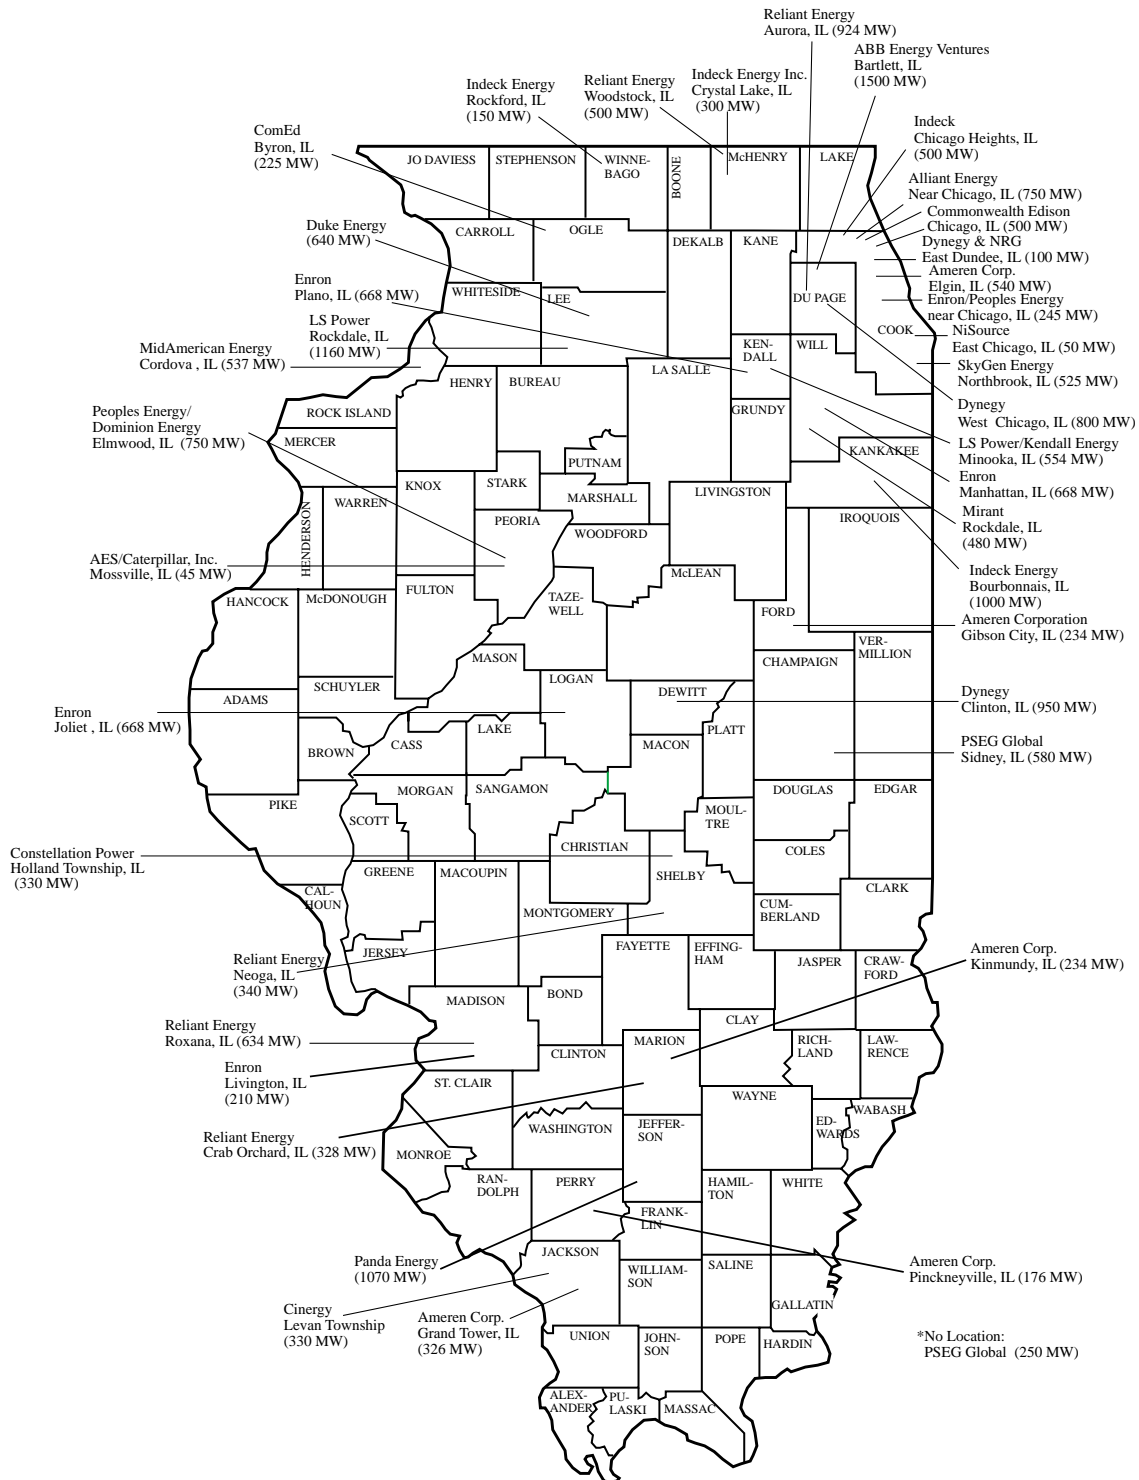 Reliant Energy
Aurora, IL (924 MW)
ABB Energy Ventures
Bartlett, IL
(1500 MW)
Indeck Energy Inc.
Crystal Lake, IL
(300 MW)
Reliant Energy
Woodstock, IL
(500 MW)
Indeck Energy
Rockford, IL
(150 MW)
ComEd
Byron, IL
(225 MW)
Indeck
Chicago Heights, IL
(500 MW)
Alliant Energy
Near Chicago, IL (750 MW)
Commonwealth Edison
Chicago, IL (500 MW)
Dynegy & NRG
East Dundee, IL (100 MW)
Ameren Corp.
Elgin, IL (540 MW)
Enron/Peoples Energy
near Chicago, IL (245 MW)
NiSource
East Chicago, IL (50 MW)
SkyGen Energy
Northbrook, IL (525 MW)
Dynegy
West Chicago, IL (800 MW)
LS Power/Kendall Energy
Minooka, IL (554 MW)
Enron
Manhattan, IL (668 MW)
Mirant
Rockdale, IL
(480 MW)
Indeck Energy
Bourbonnais, IL
(1000 MW)
Ameren Corporation
Gibson City, IL (234 MW)
Dynegy
Clinton, IL (950 MW)
PSEG Global
Sidney, IL (580 MW)
Ameren Corp.
Kinmundy, IL (234 MW)
Ameren Corp.
Pinckneyville, IL (176 MW)
*No Location:
PSEG Global (250 MW)
Duke Energy
(640 MW)
Enron
Plano, IL (668 MW)
LS Power
Rockdale, IL
(1160 MW)
MidAmerican Energy
Cordova , IL (537 MW)
Peoples Energy/
Dominion Energy
Elmwood, IL (750 MW)
AES/Caterpillar, Inc.
Mossville, IL (45 MW)
Enron
Joliet , IL (668 MW)
Constellation Power
Holland Township, IL
(330 MW)
Reliant Energy
Neoga, IL
(340 MW)
Reliant Energy
Roxana, IL (634 MW)
Enron
Livington, IL
(210 MW)
Reliant Energy
Crab Orchard, IL (328 MW)
Panda Energy
(1070 MW)
Cinergy
Levan Township
(330 MW)
Ameren Corp.
Grand Tower, IL
(326 MW)
JO DAVIESS
STEPHENSON
WINNE-
BAGO
BOONE
McHENRY
LAKE
CARROLL
OGLE
DEKALB
KANE
WHITESIDE
LEE
DU PAGE
COOK
KEN-
DALL
WILL
LA SALLE
HENRY
BUREAU
GRUNDY
ROCK ISLAND
MERCER
PUTNAM
KANKAKEE
KNOX
STARK
MARSHALL
LIVINGSTON
WARREN
HENDERSON
PEORIA
WOODFORD
IROQUOIS
McLEAN
HANCOCK
McDONOUGH
FULTON
TAZE-
WELL
FORD
VER-
MILLION
MASON
CHAMPAIGN
SCHUYLER
ADAMS
LOGAN
DEWITT
PLATT
LAKE
BROWN
CASS
MACON
PIKE
MORGAN
SANGAMON
DOUGLAS
EDGAR
SCOTT
MOUL-
TRE
CHRISTIAN
COLES
GREENE
MACOUPIN
SHELBY
CLARK
CAL-
HOUN
MONTGOMERY
CUM-
BERLAND
JERSEY
FAYETTE
EFFING-
HAM
JASPER
CRAW-
FORD
MADISON
BOND
CLAY
CLINTON
MARION
RICH-
LAND
LAW-
RENCE
ST. CLAIR
WAYNE
WABASH
ED-
WARDS
WASHINGTON
JEFFER-
SON
MONROE
RAN-
DOLPH
PERRY
HAMIL-
TON
WHITE
FRANK-
LIN
JACKSON
WILLIAM-
SON
SALINE
GALLATIN
UNION
JOHN-
SON
POPE
HARDIN
ALEX-
ANDER
PU-
LASKI
MASSAC